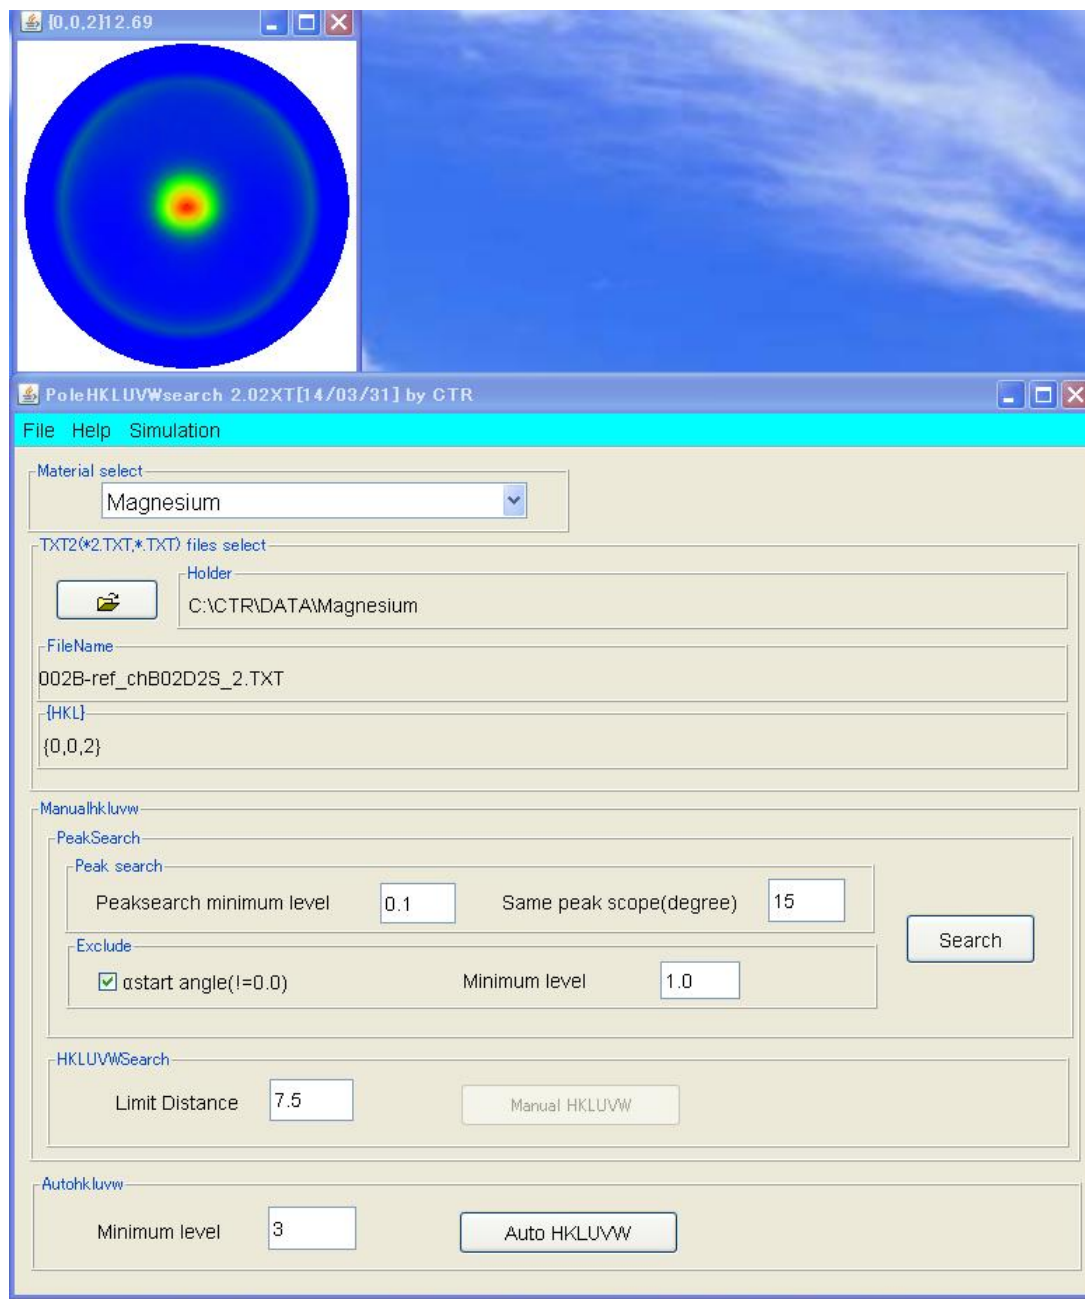 {0,0,2}12.69
PoleHKLUVWsearch 2.02XT[14/03/31] by CTR
File Help Simulation
Material select
Magnesium
TXT2(*2.TXT,*.TXT) files select
Holder
C:\CTR\DATA\Magnesium
FileName
002B-ref_chB02D2S_2.TXT
{HKL}
{0,0,2}
Manualhkluvw
PeakSearch
Peak search
Peaksearch minimum level 0.1 Same peak scope(degree) 15
Search
Exclude
αstart angle(!=0.0) Minimum level 1.0
HKLUVWSearch
Limit Distance 7.5 Manual HKLUVW
Autohkluvw
Minimum level 3 Auto HKLUVW